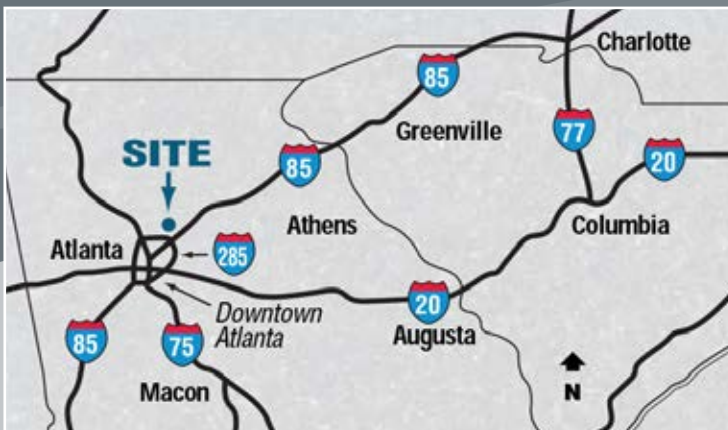 Charlotte
85
Greenville
77
20
SITE
85
Athens
Columbia
Atlanta
285
Downtown
Atlanta
20
Augusta
85
75
Macon
N